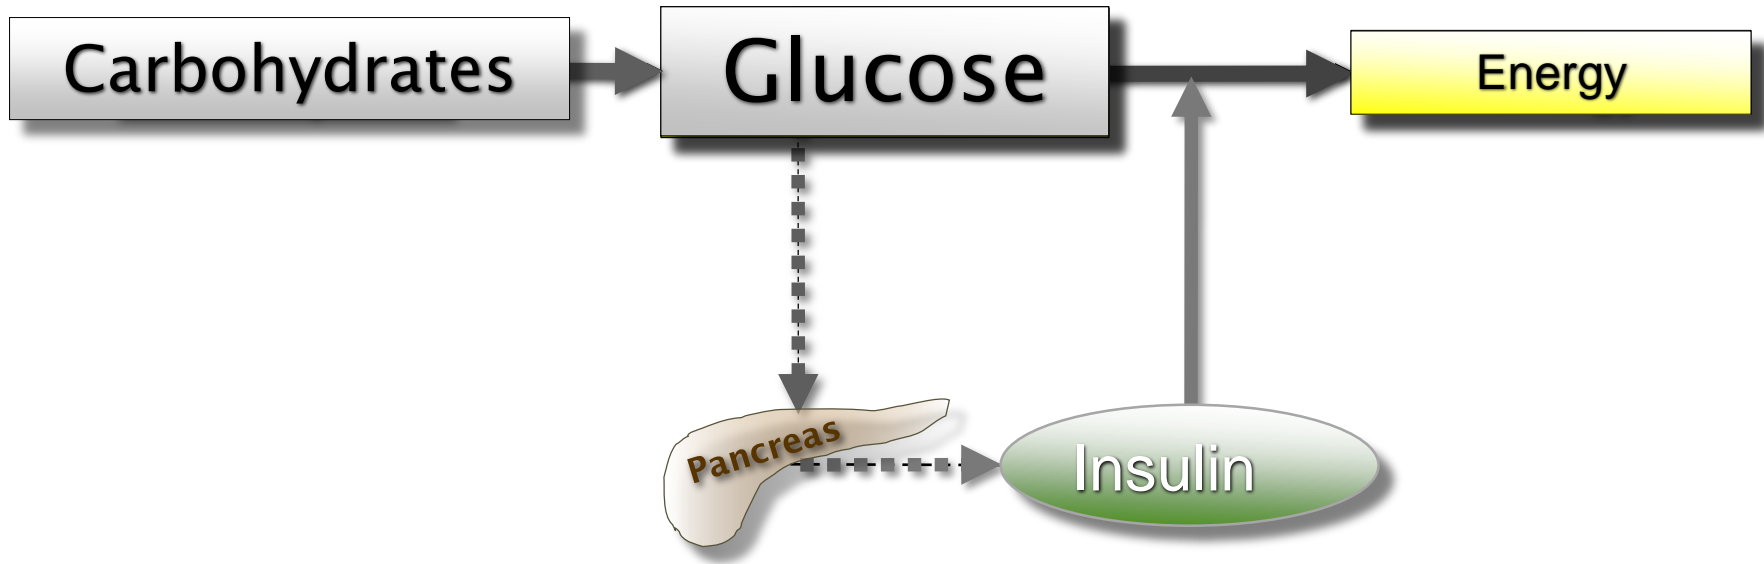 Carbohydrates
Glucose
Energy
Pancreas
Insulin